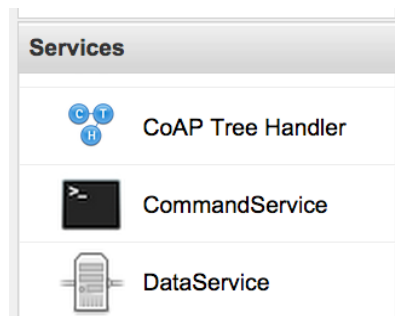 Services
C T
H
CoAP Tree Handler
>_
CommandService
DataService